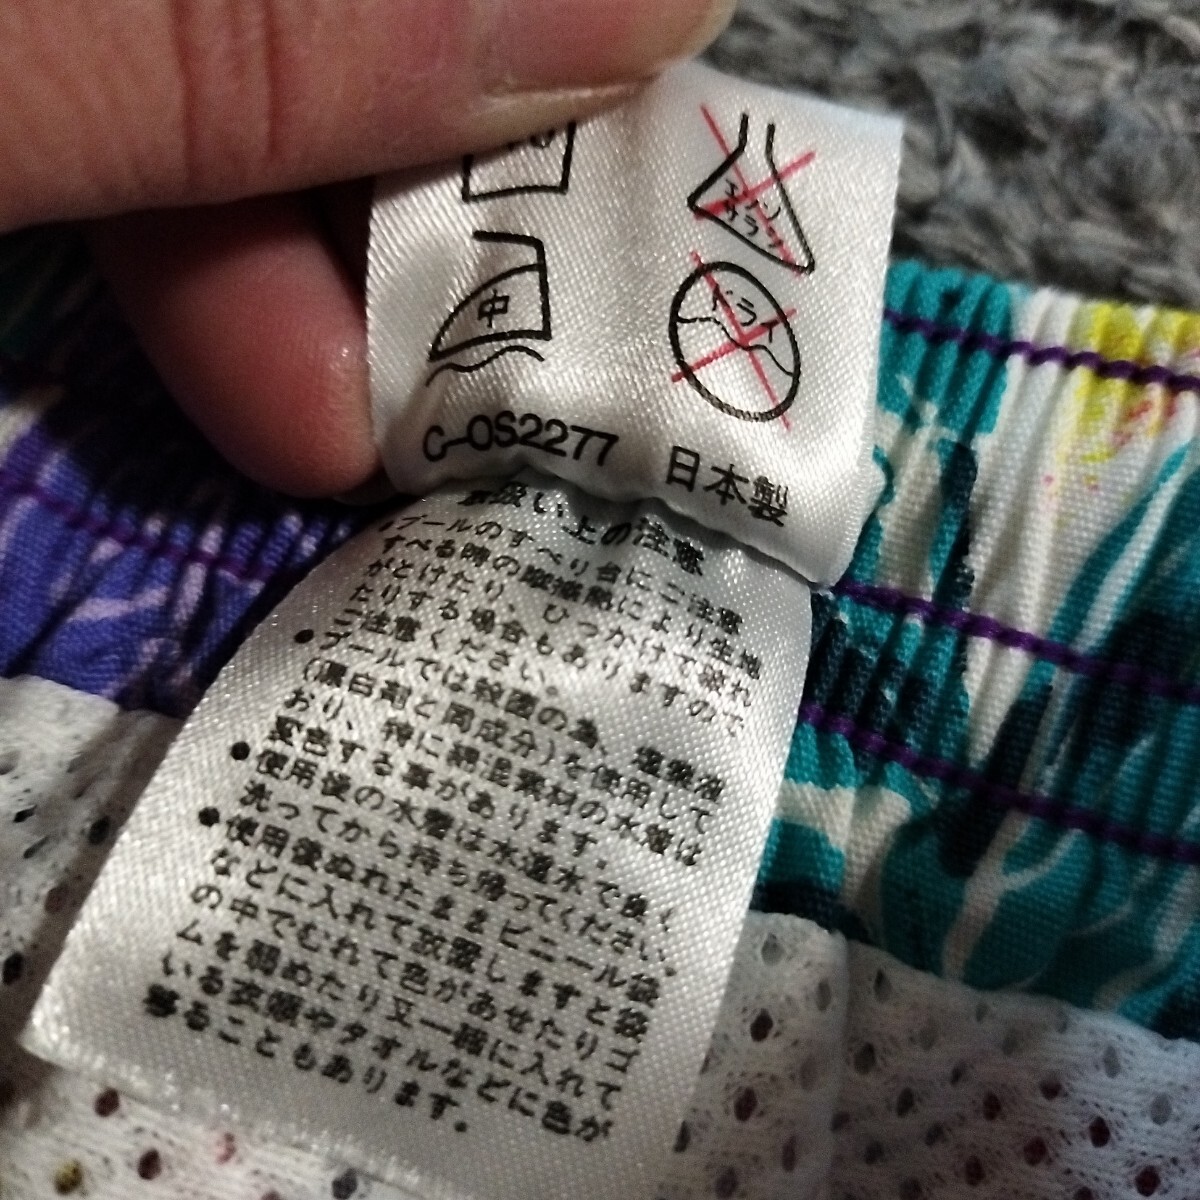 エンソ
カラソ
中
ドライ
C-OS2277 日本製
取扱い上の注意
●プールのすべり台にご注意
すべる時の摩擦熱により生地
がとけたり、ひっかけて破れ
たりする場合もありますので
ご注意ください。
●プールでは殺菌の為、塩素剤
(漂白剤と同成分)を使用して
おり、特に綿混素材の水着は
変色する事があります。
●使用後の水着は水道水で良く
洗ってから持ち帰ってください。
●使用後ぬれたままビニール袋
などに入れて放置しますと袋
の中でむれて色があせたりゴ
ムを弱めたり又一緒に入れて
いる衣類やタオルなどに色が
移ることもあります。